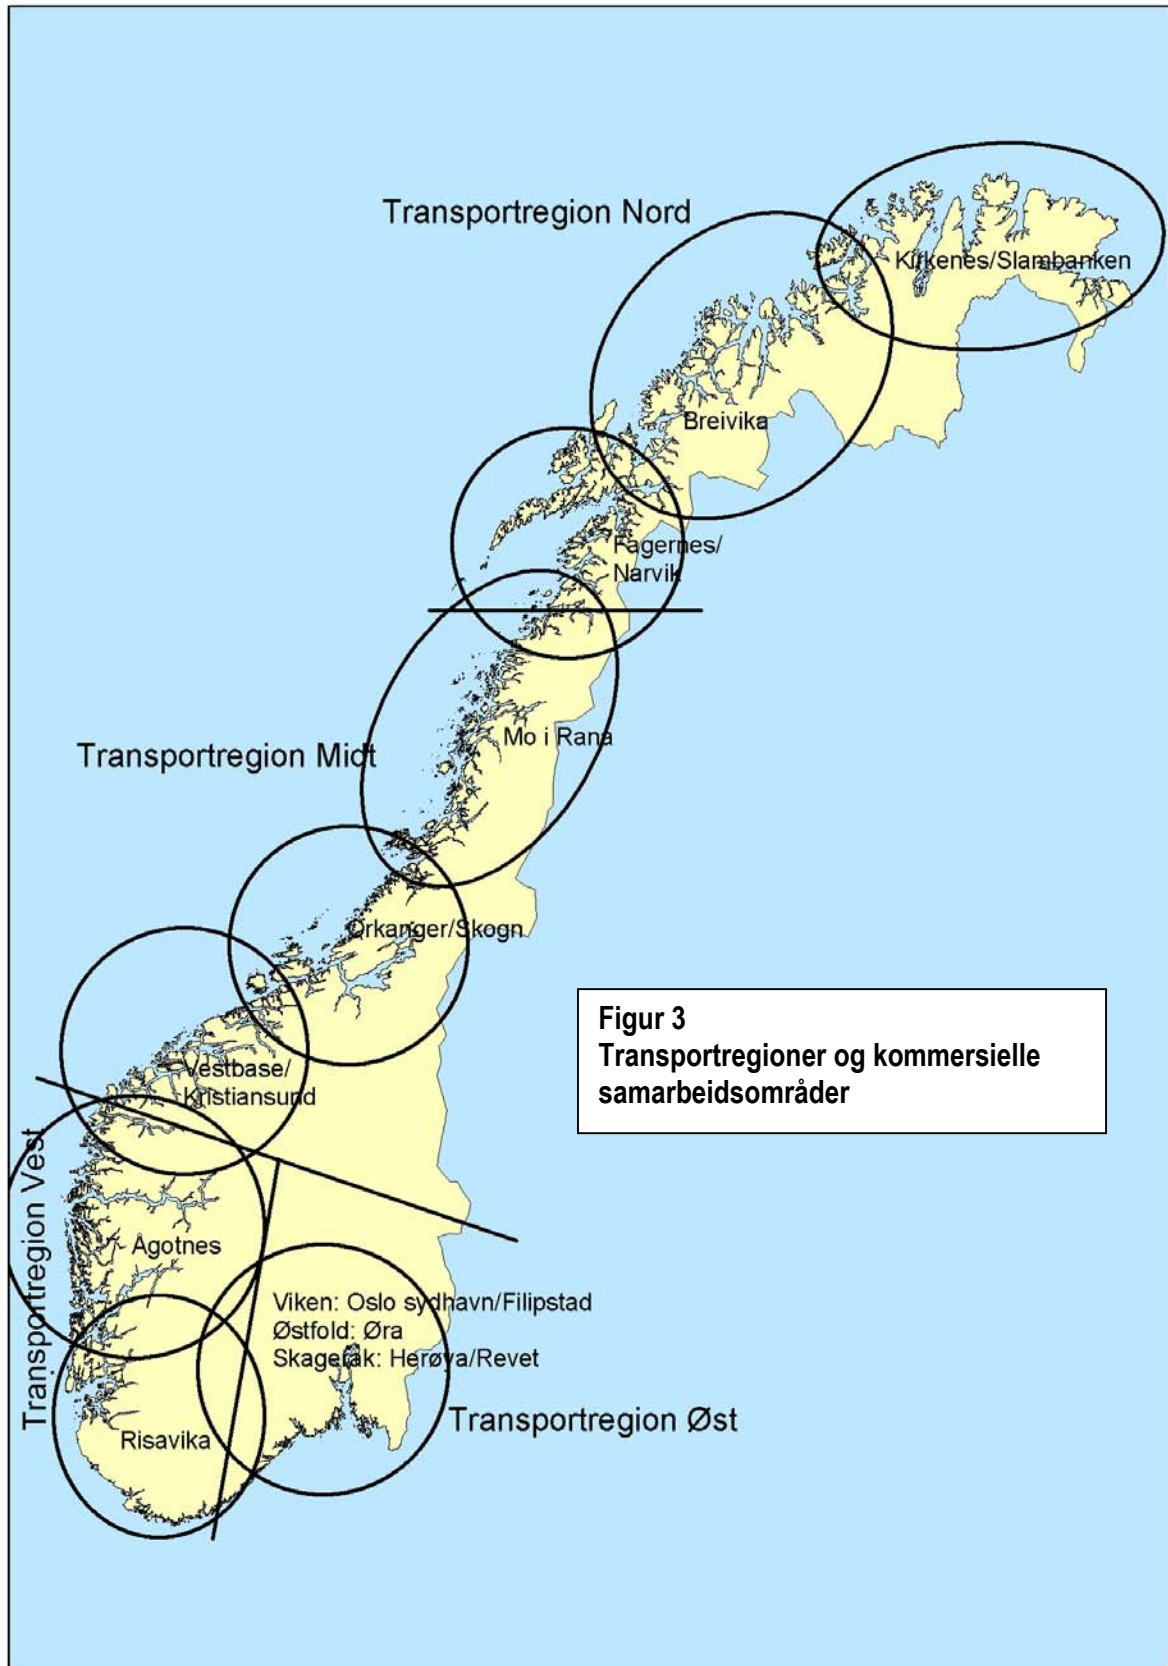 Transportregion Nord
Kirkenes/Slambanken
Breivika
Fagernes/
Narvik
Mo i Rana
Transportregion Midt
Orkanger/Skogn
Figur 3
Transportregioner og kommersielle
samarbeidsområder
Vestbase/
Kristiansund
Transportregion Vest
Ågotnes
Viken: Oslo sydhavn/Filipstad
Østfold: Øra
Skagerak: Herøya/Revet
Transportregion Øst
Risavika